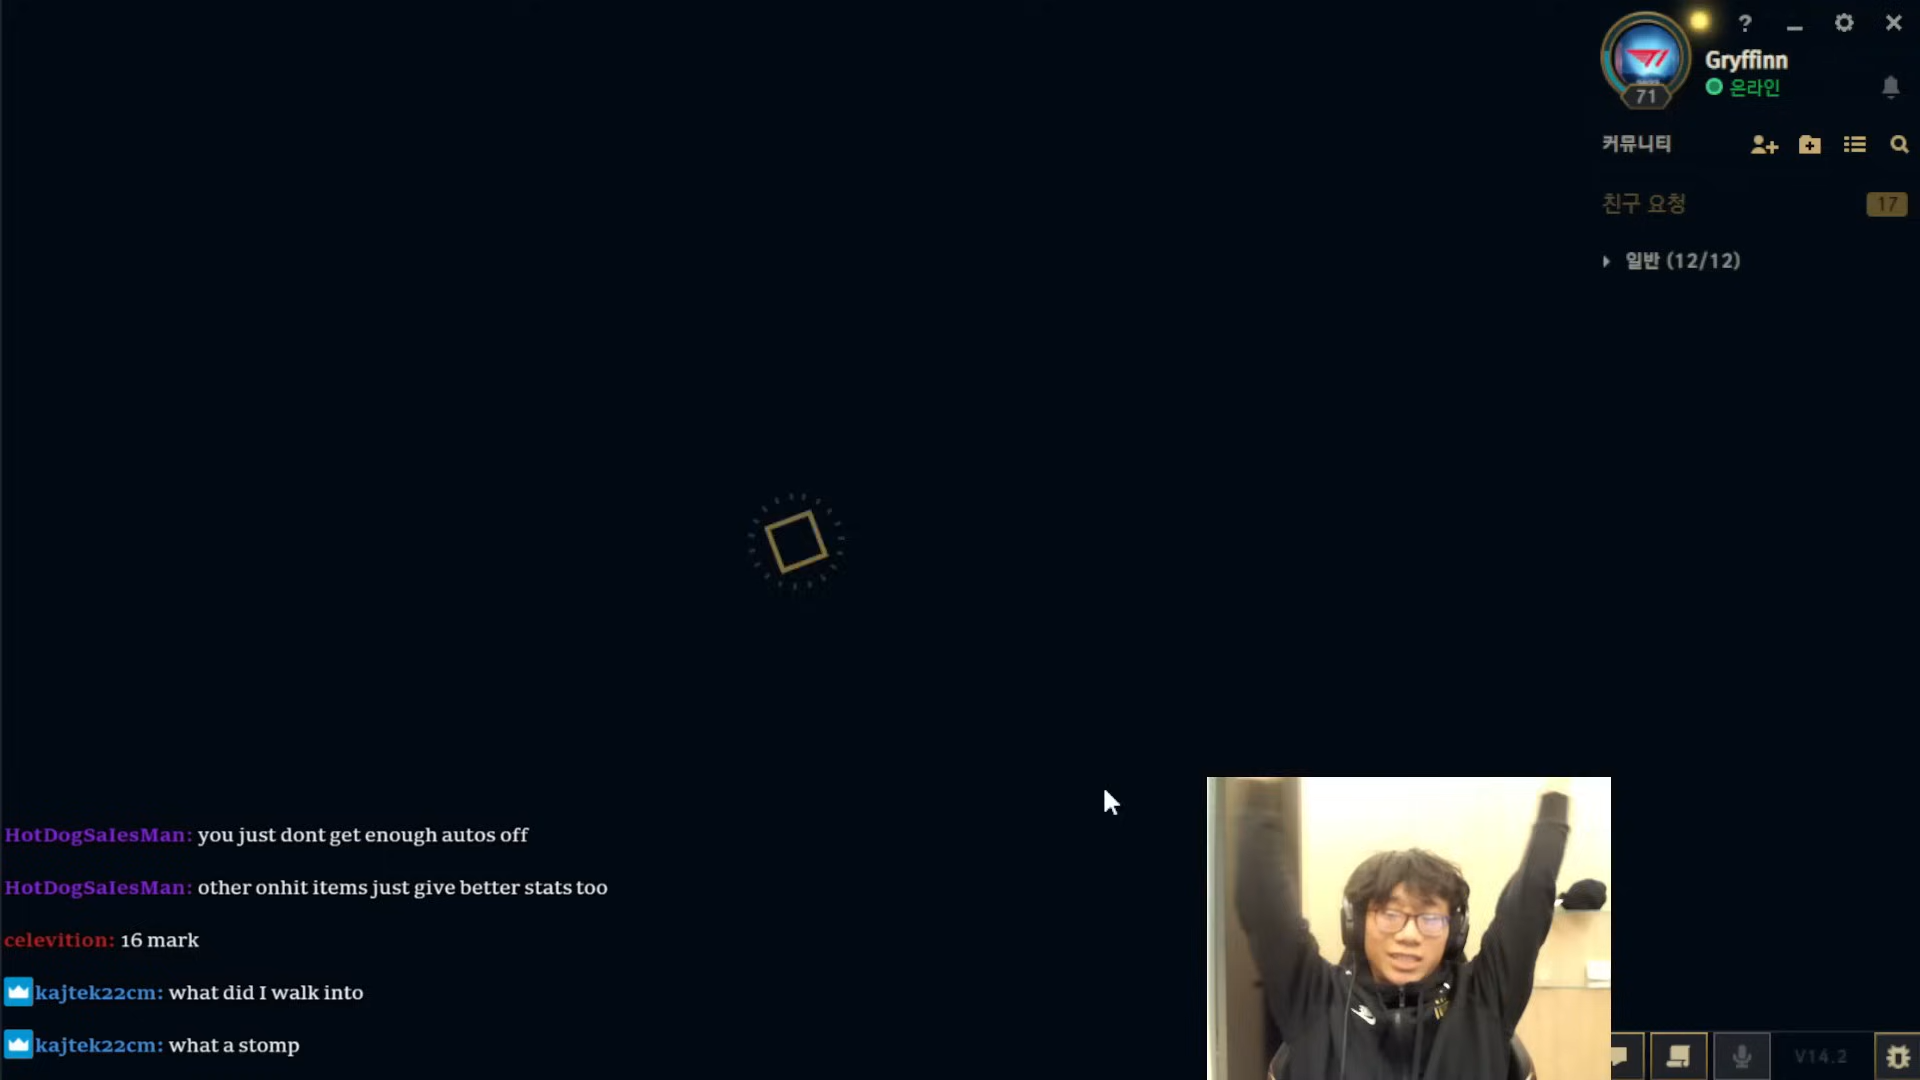 ?
Gryffinn
온라인
71
커뮤니티
친구 요청 17
일반 (12/12)
HotDogSaIesMan: you just dont get enough autos off
HotDogSaIesMan: other onhit items just give better stats too
celevition: 16 mark
kajtek22cm: what did I walk into
kajtek22cm: what a stomp
V14.2